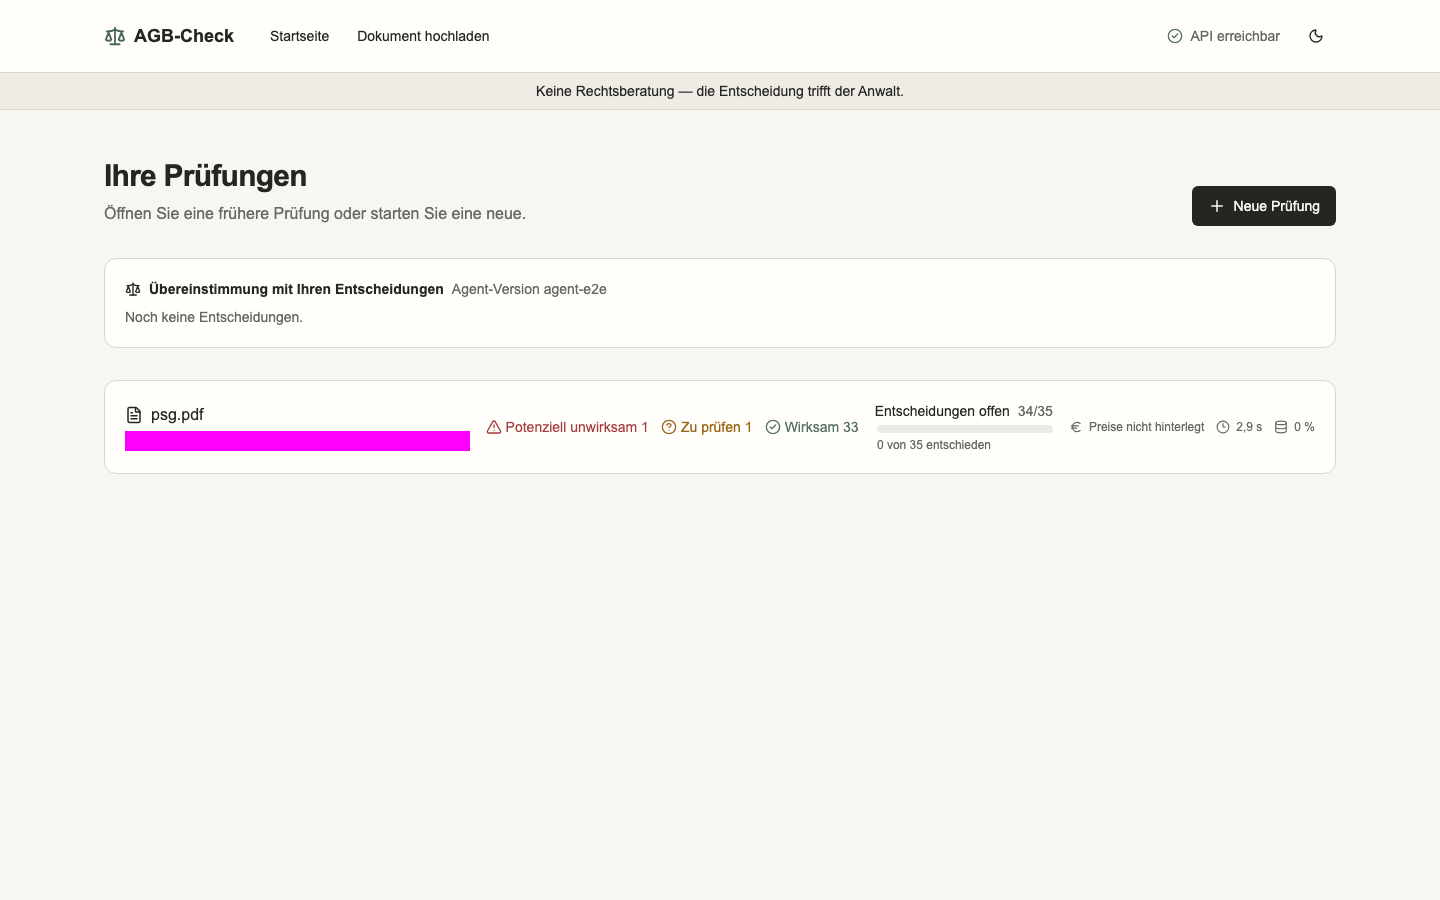 AGB-Check Startseite Dokument hochladen API erreichbar
Keine Rechtsberatung — die Entscheidung trifft der Anwalt.
Ihre Prüfungen
Öffnen Sie eine frühere Prüfung oder starten Sie eine neue.
Neue Prüfung
Übereinstimmung mit Ihren Entscheidungen Agent-Version agent-e2e
Noch keine Entscheidungen.
psg.pdf
Potenziell unwirksam 1 Zu prüfen 1 Wirksam 33
Entscheidungen offen 34/35
0 von 35 entschieden
€ Preise nicht hinterlegt 2,9 s 0 %